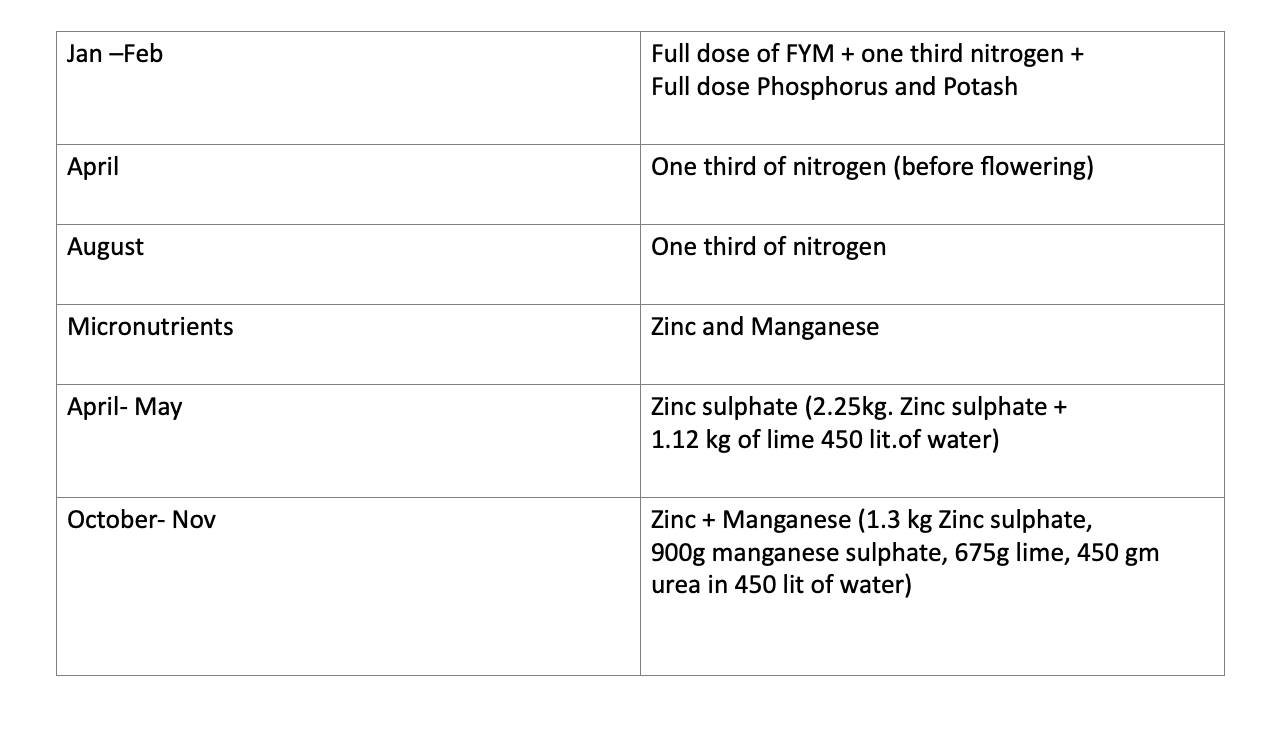 Jan –Feb
Full dose of FYM + one third nitrogen +
Full dose Phosphorus and Potash
April
One third of nitrogen (before flowering)
August
One third of nitrogen
Micronutrients
Zinc and Manganese
April- May
Zinc sulphate (2.25kg. Zinc sulphate +
1.12 kg of lime 450 lit.of water)
October- Nov
Zinc + Manganese (1.3 kg Zinc sulphate,
900g manganese sulphate, 675g lime, 450 gm
urea in 450 lit of water)